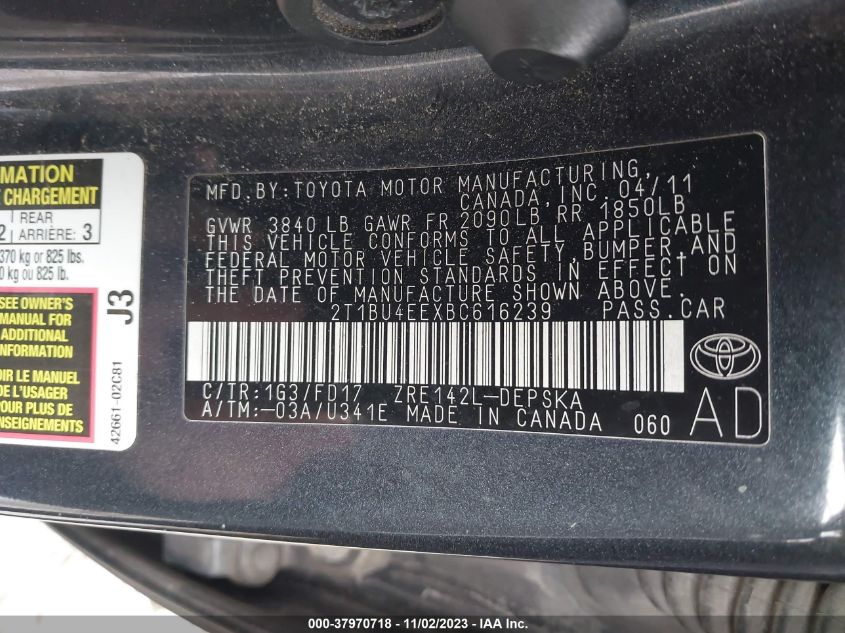 MFD.BY:TOYOTA MOTOR MANUFACTURING,
CANADA,INC. 04/11
GVWR 3840 LB GAWR FR 2090LB RR 1850LB
THIS VEHICLE CONFORMS TO ALL APPLICABLE
FEDERAL MOTOR VEHICLE SAFETY,BUMPER,AND
THEFT PREVENTION STANDARDS IN EFFECT ON
THE DATE OF MANUFACTURE SHOWN ABOVE.
2T1BU4EEXBC616239 PASS.CAR
C/TR:1G3/FD17 ZRE142L-DEPSKA
A/TM:-03A/U341E MADE IN CANADA 060
AD
MATION
CHARGEMENT
REAR
2 ARRIÈRE: 3
370 kg or 825 lbs.
0 kg ou 825 lb.
SEE OWNER'S
MANUAL FOR
ADDITIONAL
INFORMATION
OIR LE MANUEL
DE L'USAGER
POUR PLUS DE
ENSEIGNEMENTS
J3
42661-02C81
000-37970718 - 11/02/2023 - IAA Inc.